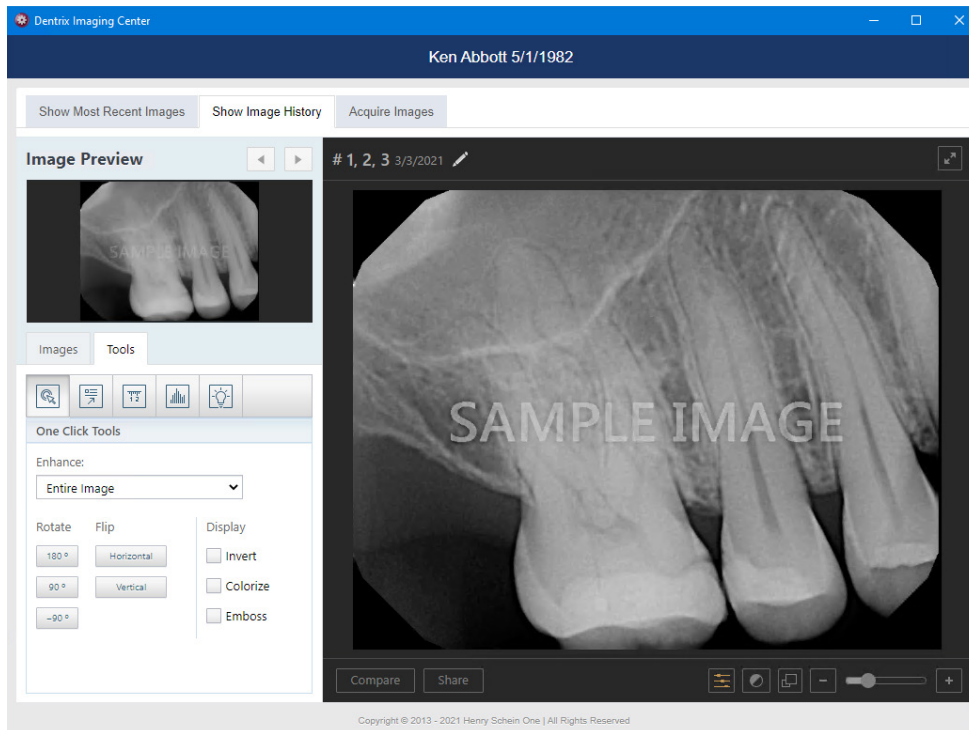 Dentrix Imaging Center
Ken Abbott 5/1/1982
Show Most Recent Images
Show Image History
Acquire Images
Image Preview
# 1, 2, 3 3/3/2021
SAMPLE IMAGE
SAMPLE IMAGE
Images
Tools
One Click Tools
Enhance:
Entire Image
Rotate
Flip
Display
180 º
Horizontal
Invert
90 º
Vertical
Colorize
-90 º
Emboss
Compare
Share
Copyright © 2013 - 2021 Henry Schein One | All Rights Reserved